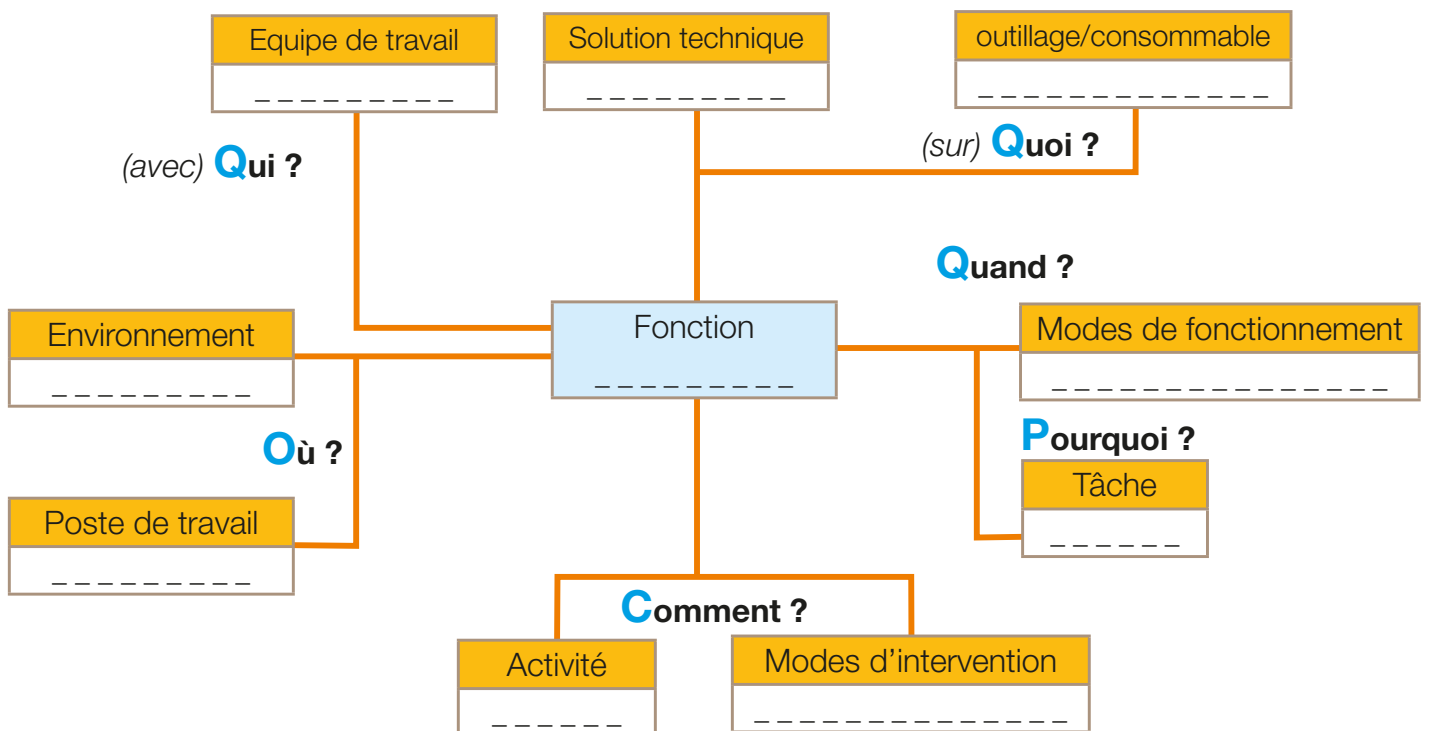 Equipe de travail
_ _ _ _ _ _ _ _ _
Solution technique
_ _ _ _ _ _ _ _ _
outillage/consommable
_ _ _ _ _ _ _ _ _ _ _ _ _
(avec) Qui ?
(sur) Quoi ?
Quand ?
Environnement
_ _ _ _ _ _ _ _ _
Fonction
_ _ _ _ _ _ _ _ _
Modes de fonctionnement
_ _ _ _ _ _ _ _ _ _ _ _ _ _ _
Où ?
Pourquoi ?
Tâche
_ _ _ _ _ _
Poste de travail
_ _ _ _ _ _ _ _ _
Comment ?
Activité
_ _ _ _ _ _
Modes d'intervention
_ _ _ _ _ _ _ _ _ _ _ _ _ _